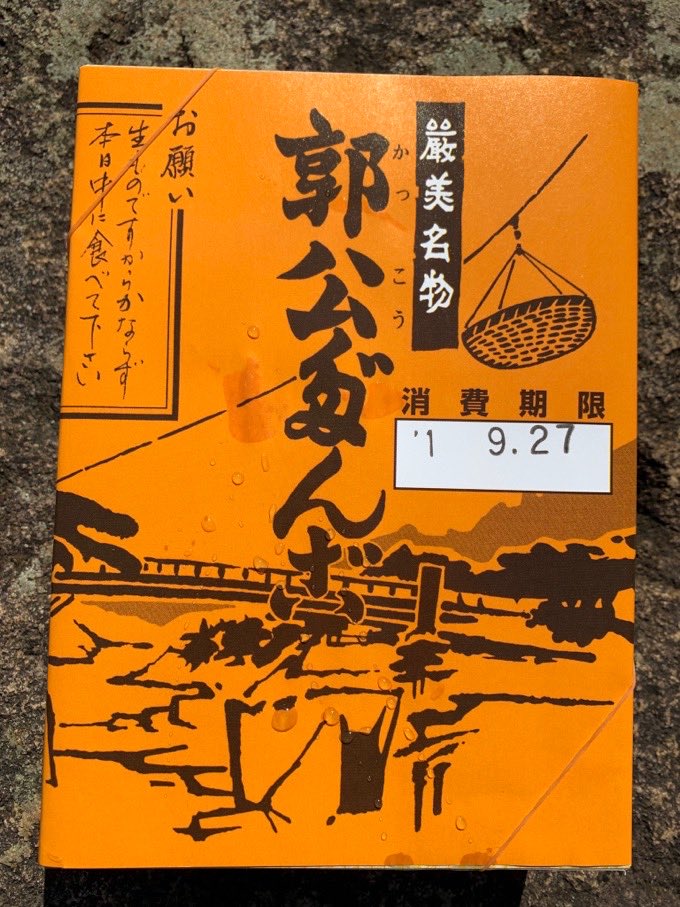 厳美名物
かっこう
郭公だんご
消費期限
'1 9.27
お願い
生ものですからかならず
本日中に食べて下さい